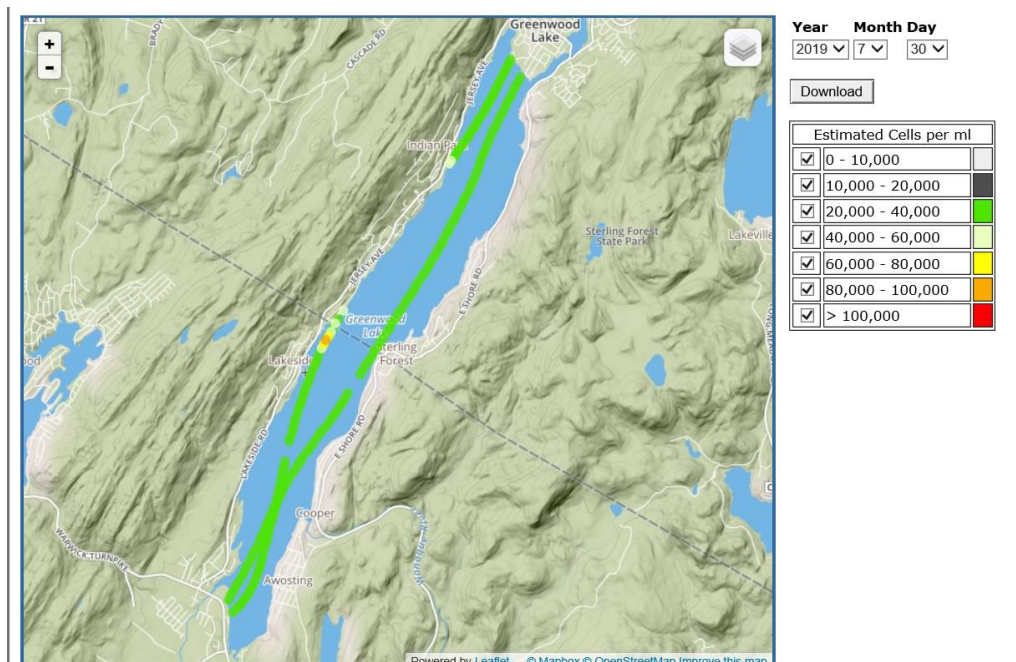 K 21
BRADY
Greenwood
Lake
CASCADE RD
JERSEY AVE
Indian Pa
Sterling Forest
State Park
Lakeville
JERSEY AVE
E SHORE RD
Greenwood
Lake
Sterling
Forest
Lakeside
LAKESIDE RD
E SHORE RD
Cooper
WARWICK TURNPIKE
Awosting
+
-
Powered by Leaflet © Mapbox © OpenStreetMap Improve this map
Year Month Day
2019 7 30
Download
Estimated Cells per ml
0 - 10,000
10,000 - 20,000
20,000 - 40,000
40,000 - 60,000
60,000 - 80,000
80,000 - 100,000
> 100,000